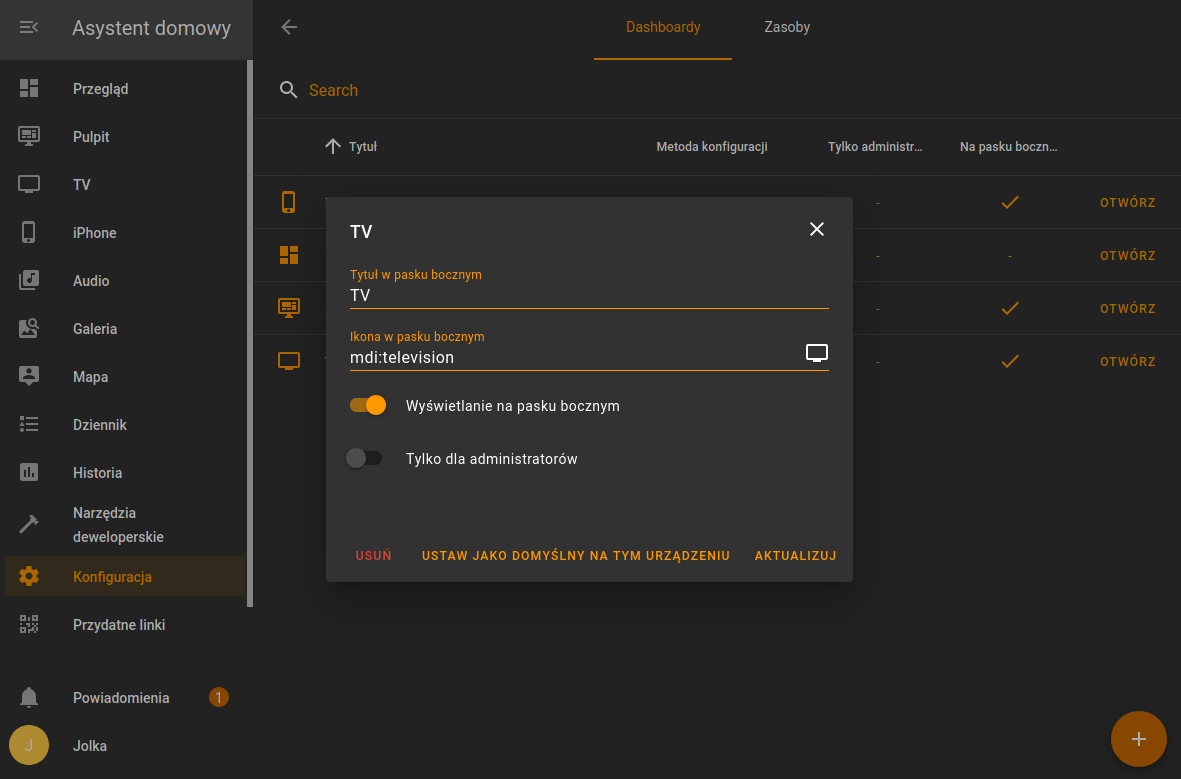 Asystent domowy
Dashboardy
Zasoby
Przegląd
Pulpit
TV
iPhone
Audio
Galeria
Mapa
Dziennik
Historia
Narzędzia
deweloperskie
Konfiguracja
Przydatne linki
Powiadomienia
1
J
Jolka
Search
Tytuł
Metoda konfiguracji
Tylko administr…
Na pasku boczn…
-
OTWÓRZ
-
-
OTWÓRZ
-
OTWÓRZ
-
OTWÓRZ
TV
Tytuł w pasku bocznym
TV
Ikona w pasku bocznym
mdi:television
Wyświetlanie na pasku bocznym
Tylko dla administratorów
USUŃ
USTAW JAKO DOMYŚLNY NA TYM URZĄDZENIU
AKTUALIZUJ